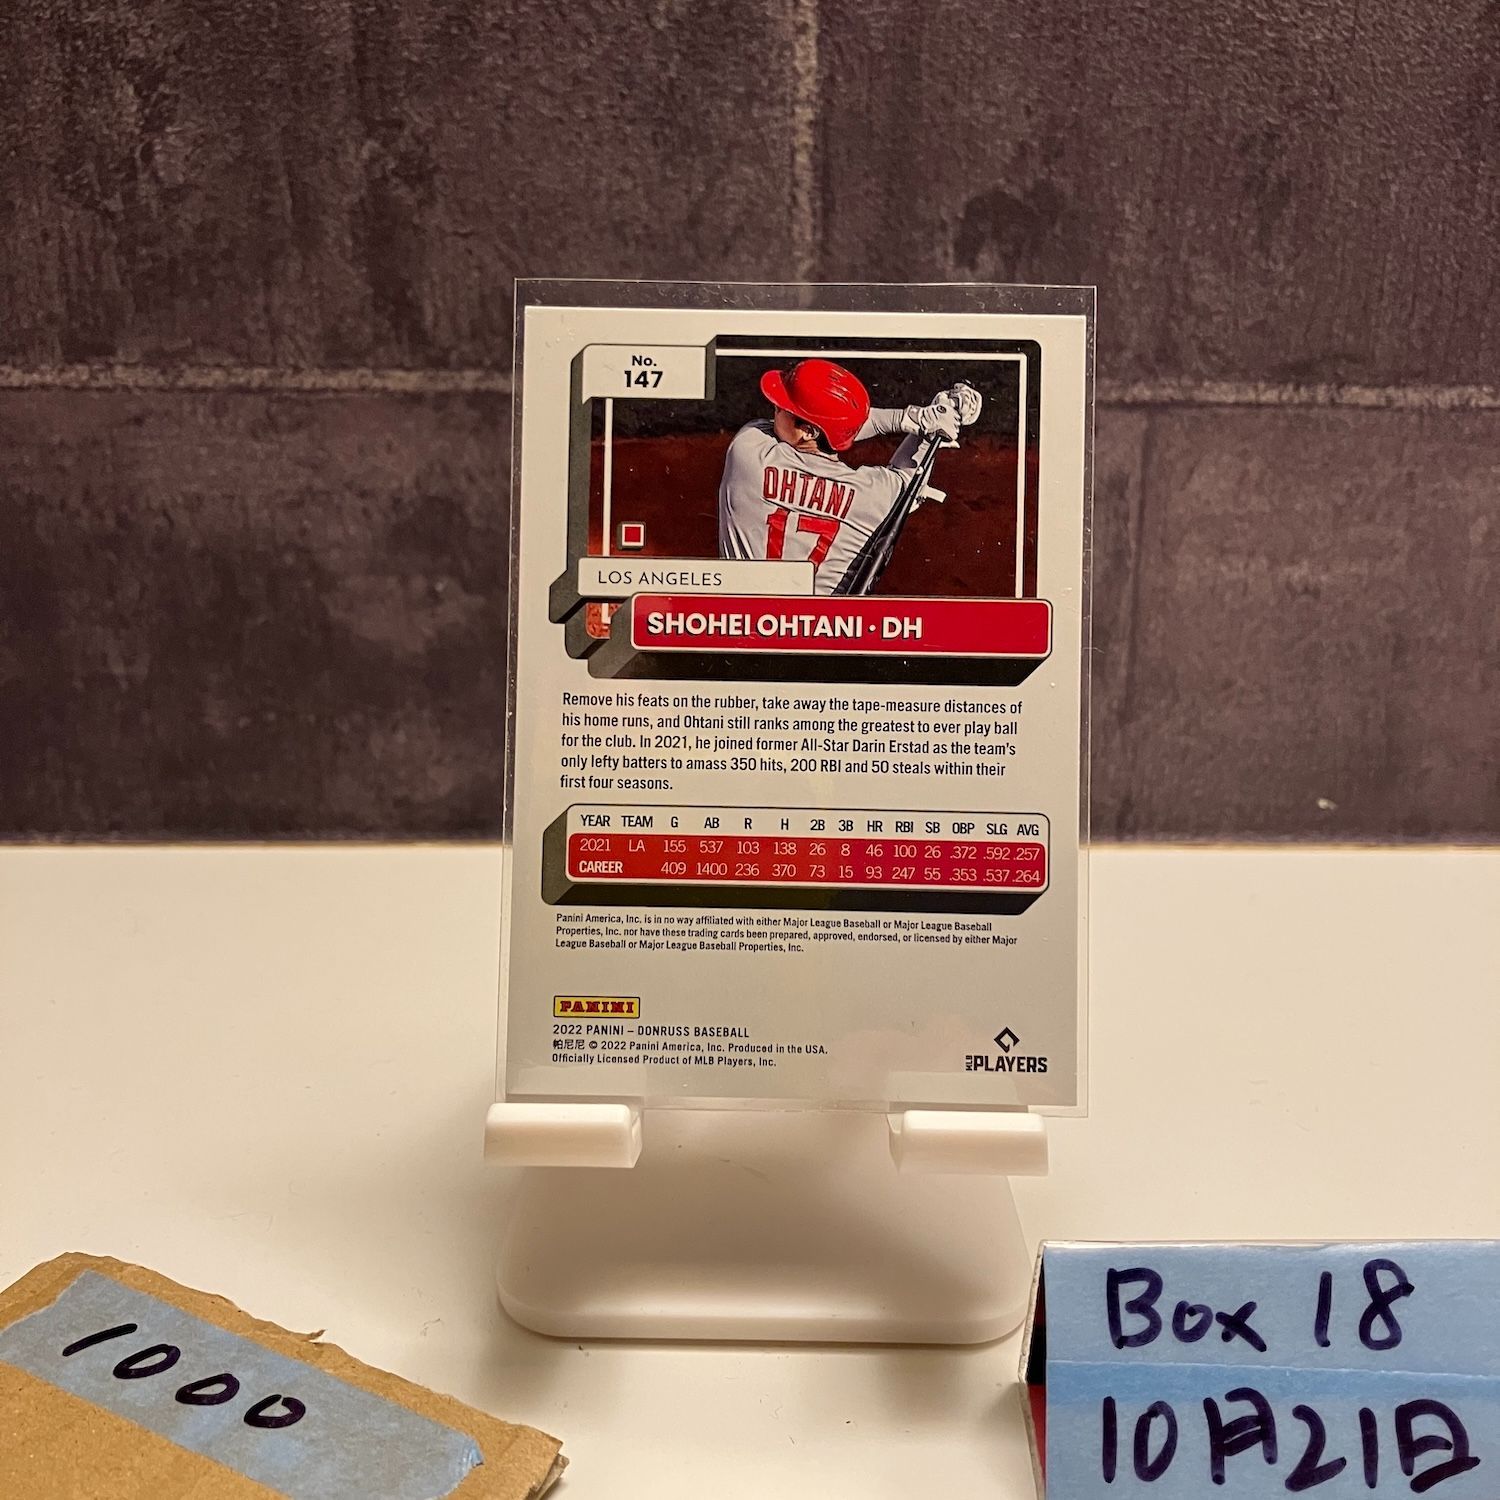 No.
147
OHTANI
17
LOS ANGELES
SHOHEI OHTANI · DH
Remove his feats on the rubber, take away the tape-measure distances of
his home runs, and Ohtani still ranks among the greatest to ever play ball
for the club. In 2021, he joined former All-Star Darin Erstad as the team's
only lefty batters to amass 350 hits, 200 RBI and 50 steals within their
first four seasons.
YEAR TEAM G AB R H 2B 3B HR RBI SB OBP SLG AVG
2021 LA 155 537 103 138 26 8 46 100 26 .372 .592 .257
CAREER 409 1400 236 370 73 15 93 247 55 .353 .537 .264
Panini America, Inc. is in no way affiliated with either Major League Baseball or Major League Baseball
Properties, Inc. nor have these trading cards been prepared, approved, endorsed, or licensed by either Major
League Baseball or Major League Baseball Properties, Inc.
PANINI
2022 PANINI – DONRUSS BASEBALL
帕尼尼 © 2022 Panini America, Inc. Produced in the USA.
Officially Licensed Product of MLB Players, Inc.
MLB PLAYERS
1000
Box 18
10月21日